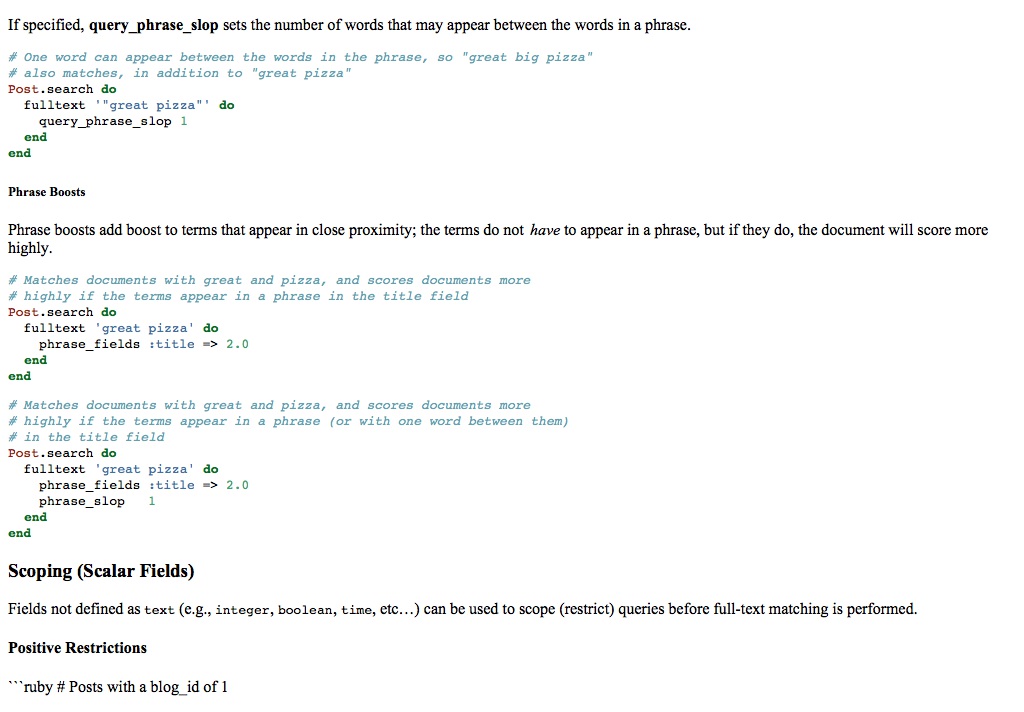 If specified, query_phrase_slop sets the number of words that may appear between the words in a phrase.
# One word can appear between the words in the phrase, so "great big pizza"
# also matches, in addition to "great pizza"
Post.search do
  fulltext '"great pizza"' do
    query_phrase_slop 1
  end
end
Phrase Boosts
Phrase boosts add boost to terms that appear in close proximity; the terms do not have to appear in a phrase, but if they do, the document will score more
highly.
# Matches documents with great and pizza, and scores documents more
# highly if the terms appear in a phrase in the title field
Post.search do
  fulltext 'great pizza' do
    phrase_fields :title => 2.0
  end
end
# Matches documents with great and pizza, and scores documents more
# highly if the terms appear in a phrase (or with one word between them)
# in the title field
Post.search do
  fulltext 'great pizza' do
    phrase_fields :title => 2.0
    phrase_slop   1
  end
end
Scoping (Scalar Fields)
Fields not defined as text (e.g., integer, boolean, time, etc...) can be used to scope (restrict) queries before full-text matching is performed.
Positive Restrictions
```ruby # Posts with a blog_id of 1